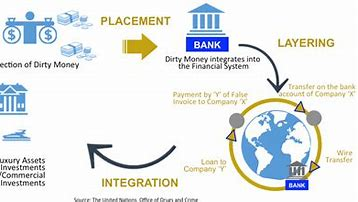 PLACEMENT
BANK
ection of Dirty Money
Dirty Money integrates into
the Financial System
LAYERING
Transfer on the bank
account of Company 'X'
Payment by 'Y' of False
Invoice to Company 'X'
Loan to
Company 'Y'
Wire
Transfer
BANK
uxury Assets
Investments
/Commercial
Investments
INTEGRATION
Source: The United Nations, Office of Drugs and Crime